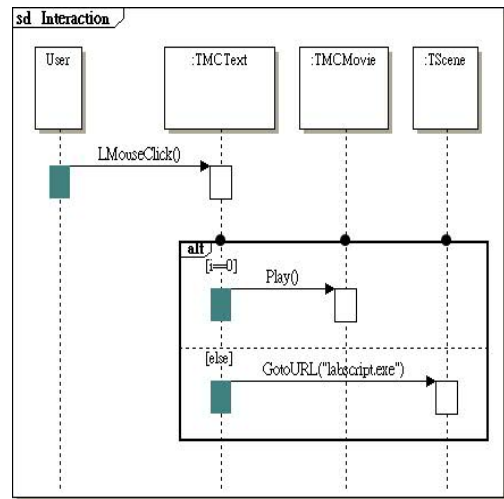 sd Interaction
User
:TMCText
:TMCMovie
:TScene
LMouseClick()
alt
[i==0]
Play()
[else]
GotoURL("labscript.exe")